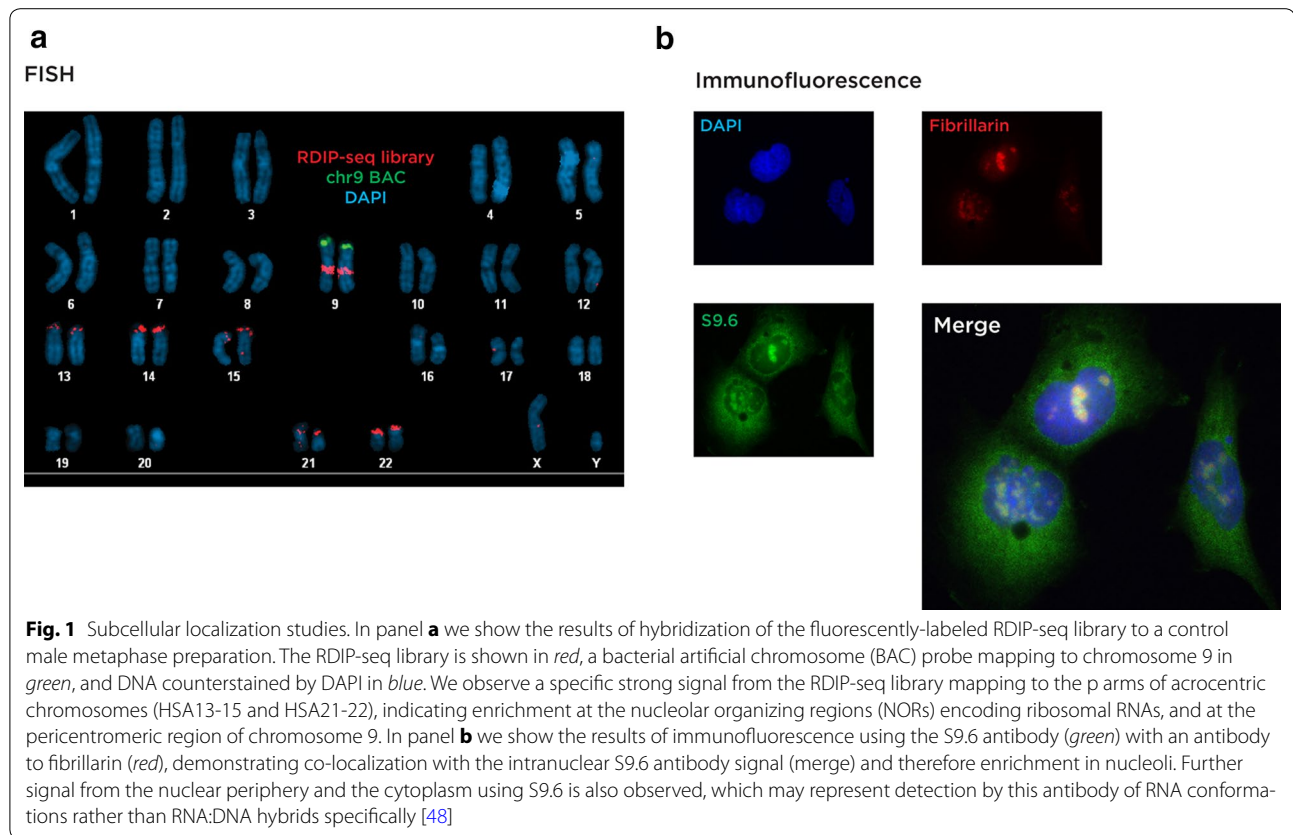 a
FISH
RDIP-seq library
chr9 BAC
DAPI
1 2 3 4 5
6 7 8 9 10 11 12
13 14 15 16 17 18
19 20 21 22 X Y
b
Immunofluorescence
DAPI
Fibrillarin
S9.6
Merge
Fig. 1 Subcellular localization studies. In panel a we show the results of hybridization of the fluorescently-labeled RDIP-seq library to a control
male metaphase preparation. The RDIP-seq library is shown in red, a bacterial artificial chromosome (BAC) probe mapping to chromosome 9 in
green, and DNA counterstained by DAPI in blue. We observe a specific strong signal from the RDIP-seq library mapping to the p arms of acrocentric
chromosomes (HSA13-15 and HSA21-22), indicating enrichment at the nucleolar organizing regions (NORs) encoding ribosomal RNAs, and at the
pericentromeric region of chromosome 9. In panel b we show the results of immunofluorescence using the S9.6 antibody (green) with an antibody
to fibrillarin (red), demonstrating co-localization with the intranuclear S9.6 antibody signal (merge) and therefore enrichment in nucleoli. Further
signal from the nuclear periphery and the cytoplasm using S9.6 is also observed, which may represent detection by this antibody of RNA conforma-
tions rather than RNA:DNA hybrids specifically [48]